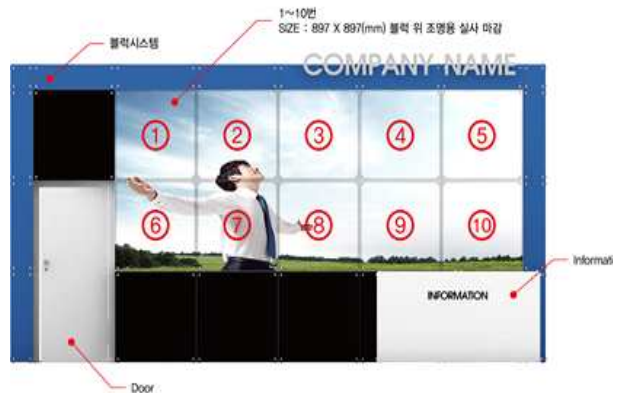 1~10번
SIZE : 897 X 897(mm) 블럭 위 조명용 실사 마감
블럭시스템
COMPANY NAME
① ② ③ ④ ⑤
⑥ ⑦ ⑧ ⑨ ⑩
Informati
INFORMATION
Door